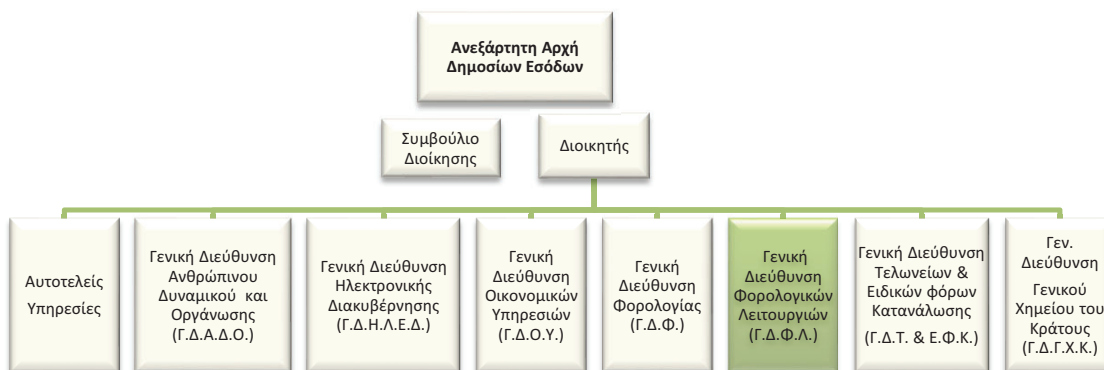 Ανεξάρτητη Αρχή
Δημοσίων Εσόδων
Συμβούλιο
Διοίκησης
Διοικητής
Αυτοτελείς
Υπηρεσίες
Γενική Διεύθυνση
Ανθρώπινου
Δυναμικού και
Οργάνωσης
(Γ.Δ.Α.Δ.Ο.)
Γενική Διεύθυνση
Ηλεκτρονικής
Διακυβέρνησης
(Γ.Δ.Η.Λ.Ε.Δ.)
Γενική
Διεύθυνση
Οικονομικών
Υπηρεσιών
(Γ.Δ.Ο.Υ.)
Γενική
Διεύθυνση
Φορολογίας
(Γ.Δ.Φ.)
Γενική
Διεύθυνση
Φορολογικών
Λειτουργιών
(Γ.Δ.Φ.Λ.)
Γενική Διεύθυνση
Τελωνείων &
Ειδικών φόρων
Κατανάλωσης
(Γ.Δ.Τ. & Ε.Φ.Κ.)
Γεν.
Διεύθυνση
Γενικού
Χημείου του
Κράτους
(Γ.Δ.Γ.Χ.Κ.)